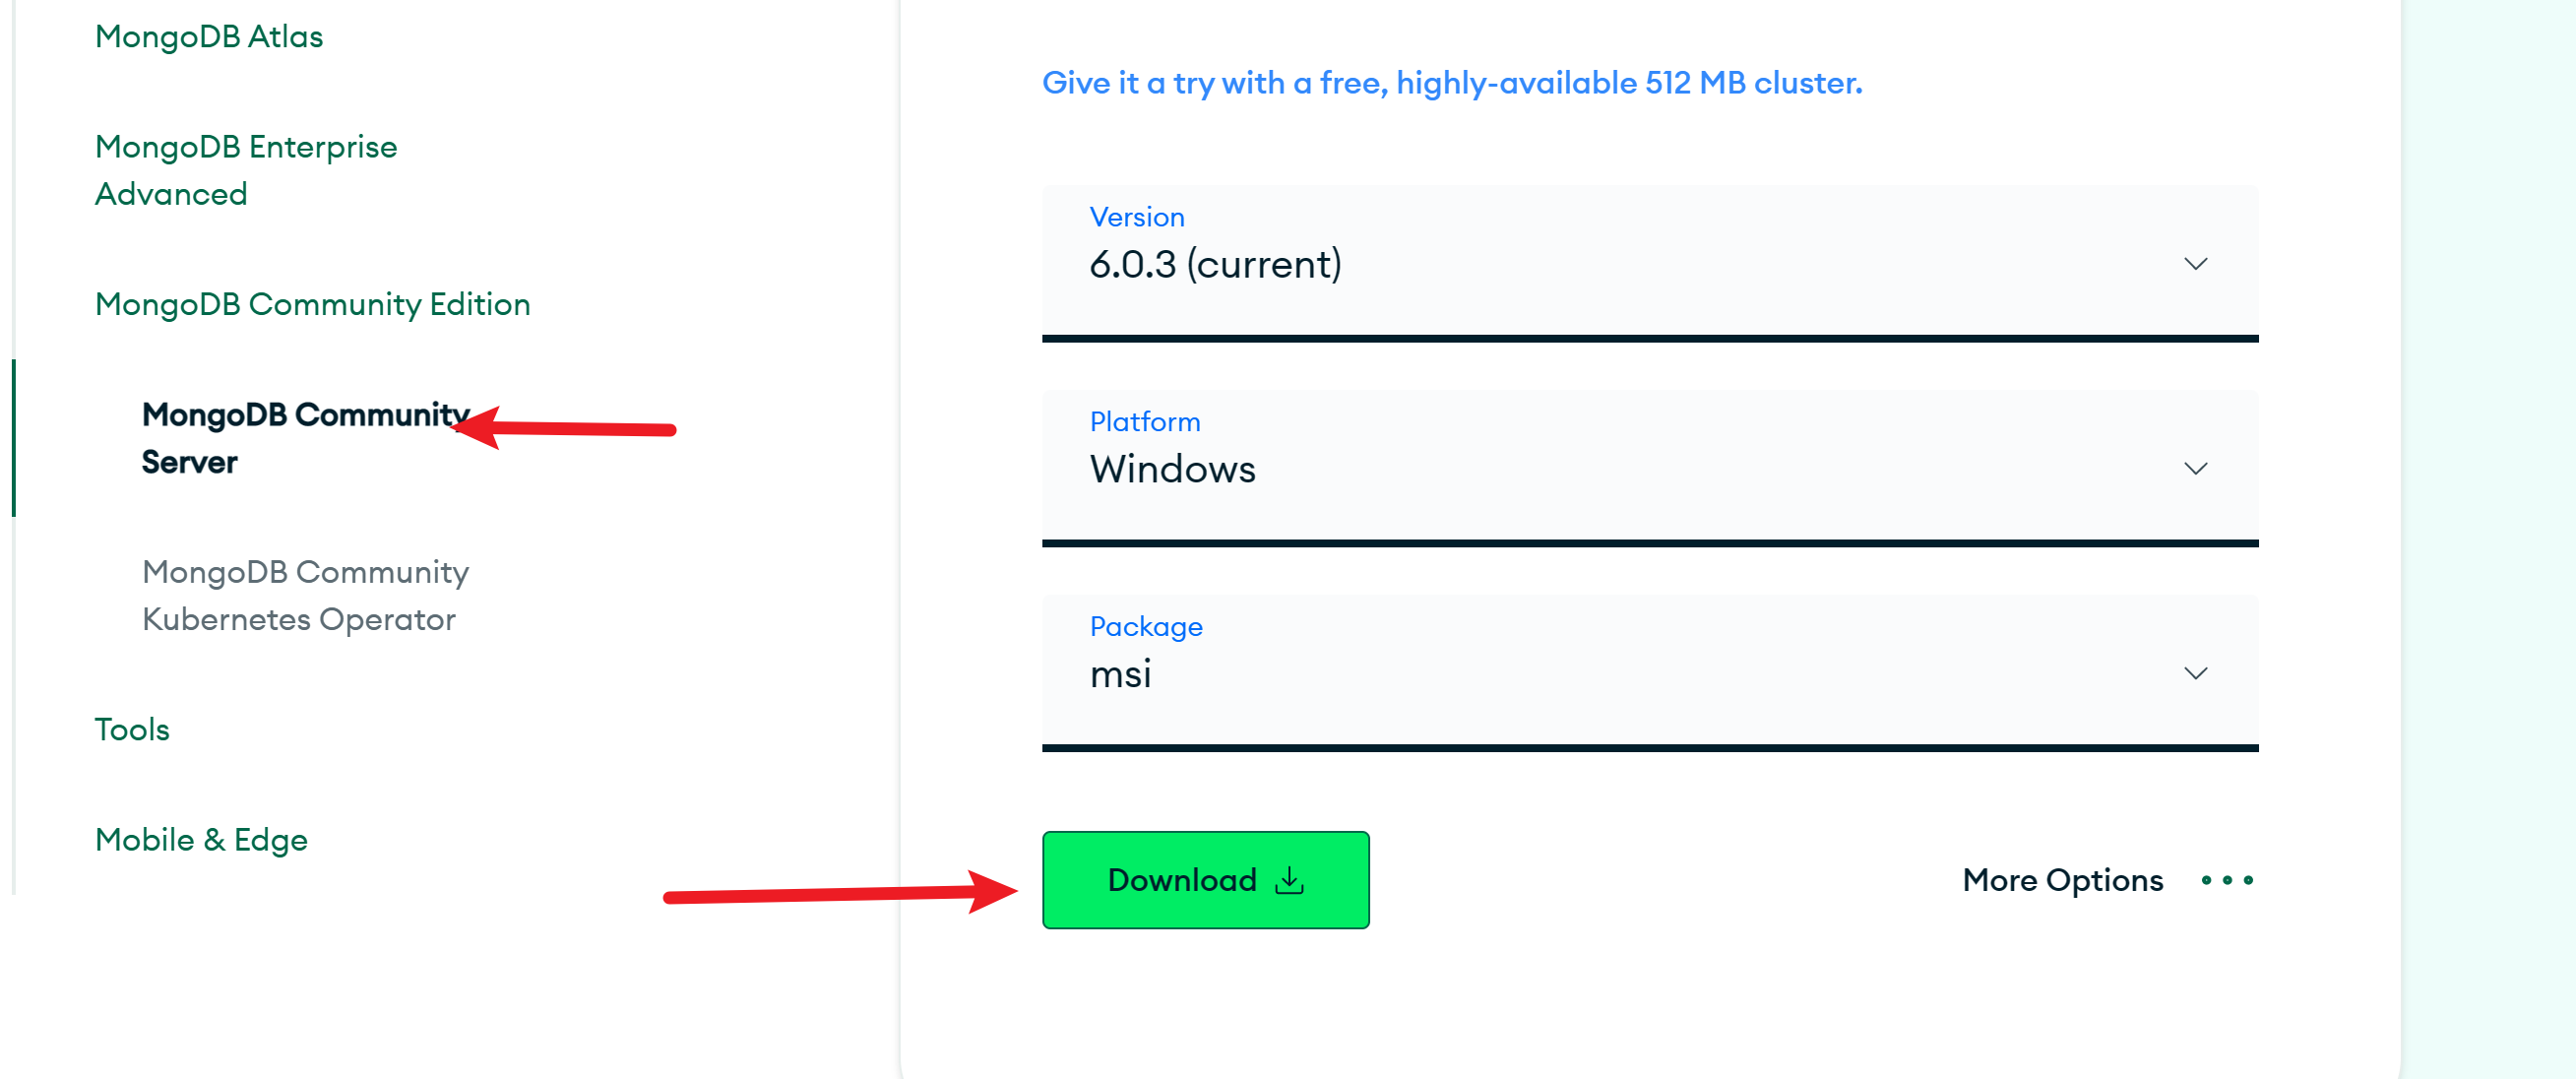 MongoDB Atlas
MongoDB Enterprise
Advanced
MongoDB Community Edition
MongoDB Community
Server
MongoDB Community
Kubernetes Operator
Tools
Mobile & Edge
Give it a try with a free, highly-available 512 MB cluster.
Version
6.0.3 (current)
Platform
Windows
Package
msi
Download
More Options